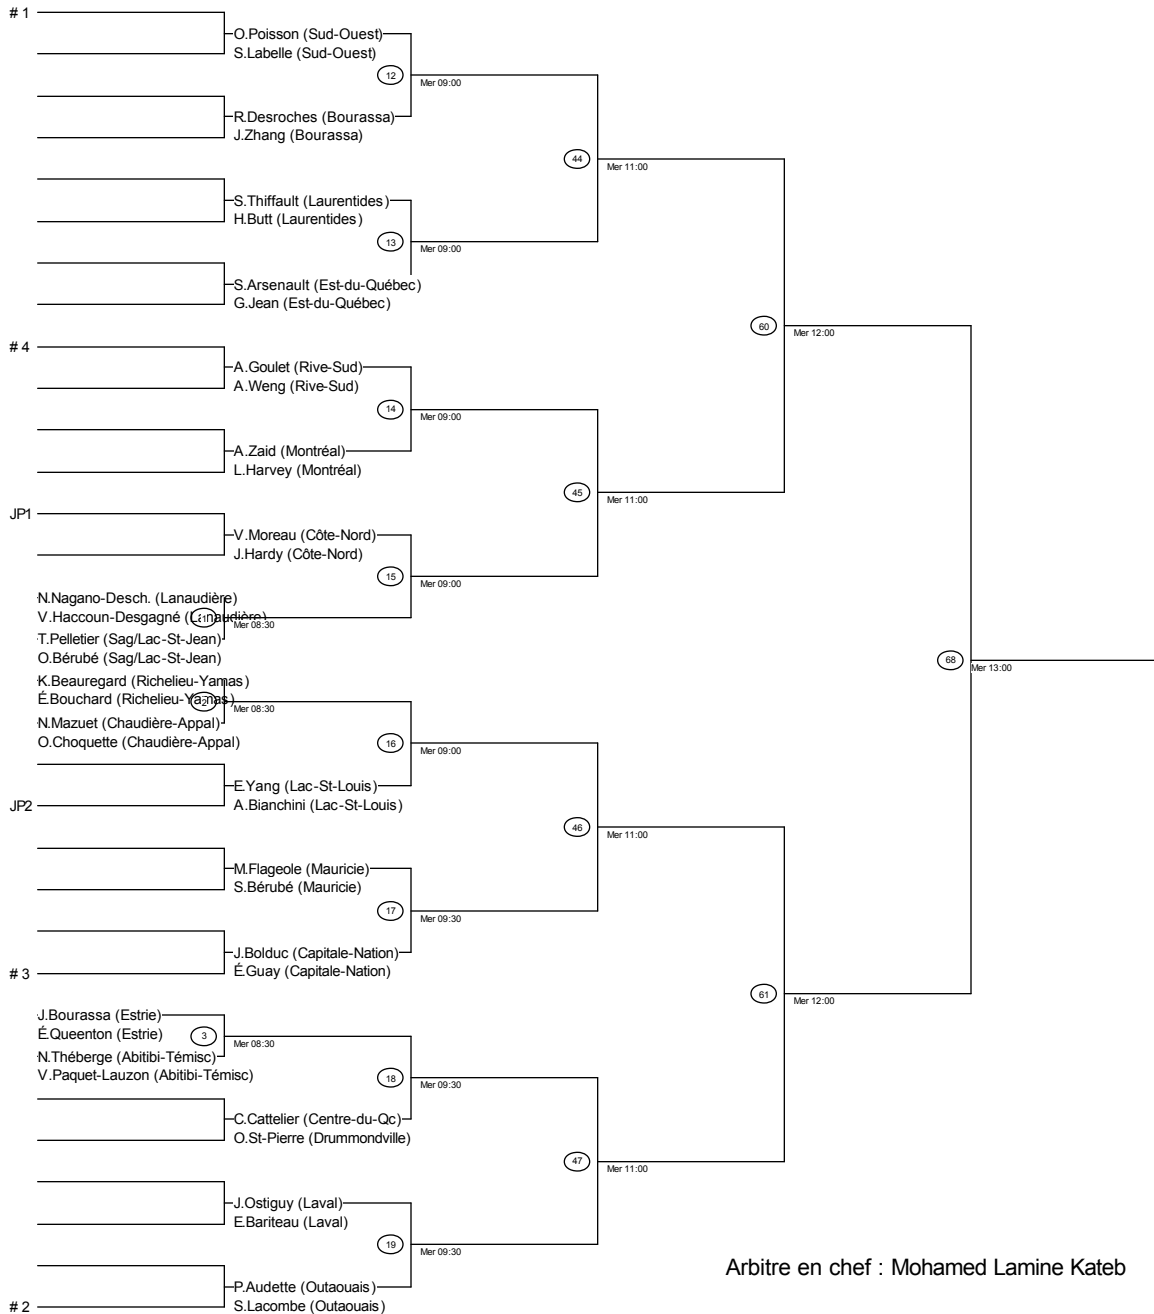 # 1
O.Poisson (Sud-Ouest)
S.Labelle (Sud-Ouest)
12
Mer 09:00
R.Desroches (Bourassa)
J.Zhang (Bourassa)
44
Mer 11:00
S.Thiffault (Laurentides)
H.Butt (Laurentides)
13
Mer 09:00
S.Arsenault (Est-du-Québec)
G.Jean (Est-du-Québec)
60
Mer 12:00
# 4
A.Goulet (Rive-Sud)
A.Weng (Rive-Sud)
14
Mer 09:00
A.Zaid (Montréal)
L.Harvey (Montréal)
45
Mer 11:00
JP1
V.Moreau (Côte-Nord)
J.Hardy (Côte-Nord)
15
Mer 09:00
N.Nagano-Desch. (Lanaudière)
V.Haccoun-Desgagné (Lanaudière)
1
Mer 08:30
T.Pelletier (Sag/Lac-St-Jean)
O.Bérubé (Sag/Lac-St-Jean)
68
Mer 13:00
K.Beauregard (Richelieu-Yamas)
É.Bouchard (Richelieu-Yamas)
2
Mer 08:30
N.Mazuet (Chaudière-Appal)
O.Choquette (Chaudière-Appal)
16
Mer 09:00
E.Yang (Lac-St-Louis)
A.Bianchini (Lac-St-Louis)
JP2
46
Mer 11:00
M.Flageole (Mauricie)
S.Bérubé (Mauricie)
17
Mer 09:30
J.Bolduc (Capitale-Nation)
É.Guay (Capitale-Nation)
# 3
61
Mer 12:00
J.Bourassa (Estrie)
É.Queenton (Estrie)
3
Mer 08:30
N.Théberge (Abitibi-Témisc)
V.Paquet-Lauzon (Abitibi-Témisc)
18
Mer 09:30
C.Cattelier (Centre-du-Qc)
O.St-Pierre (Drummondville)
47
Mer 11:00
J.Ostiguy (Laval)
E.Bariteau (Laval)
19
Mer 09:30
Arbitre en chef : Mohamed Lamine Kateb
P.Audette (Outaouais)
S.Lacombe (Outaouais)
# 2